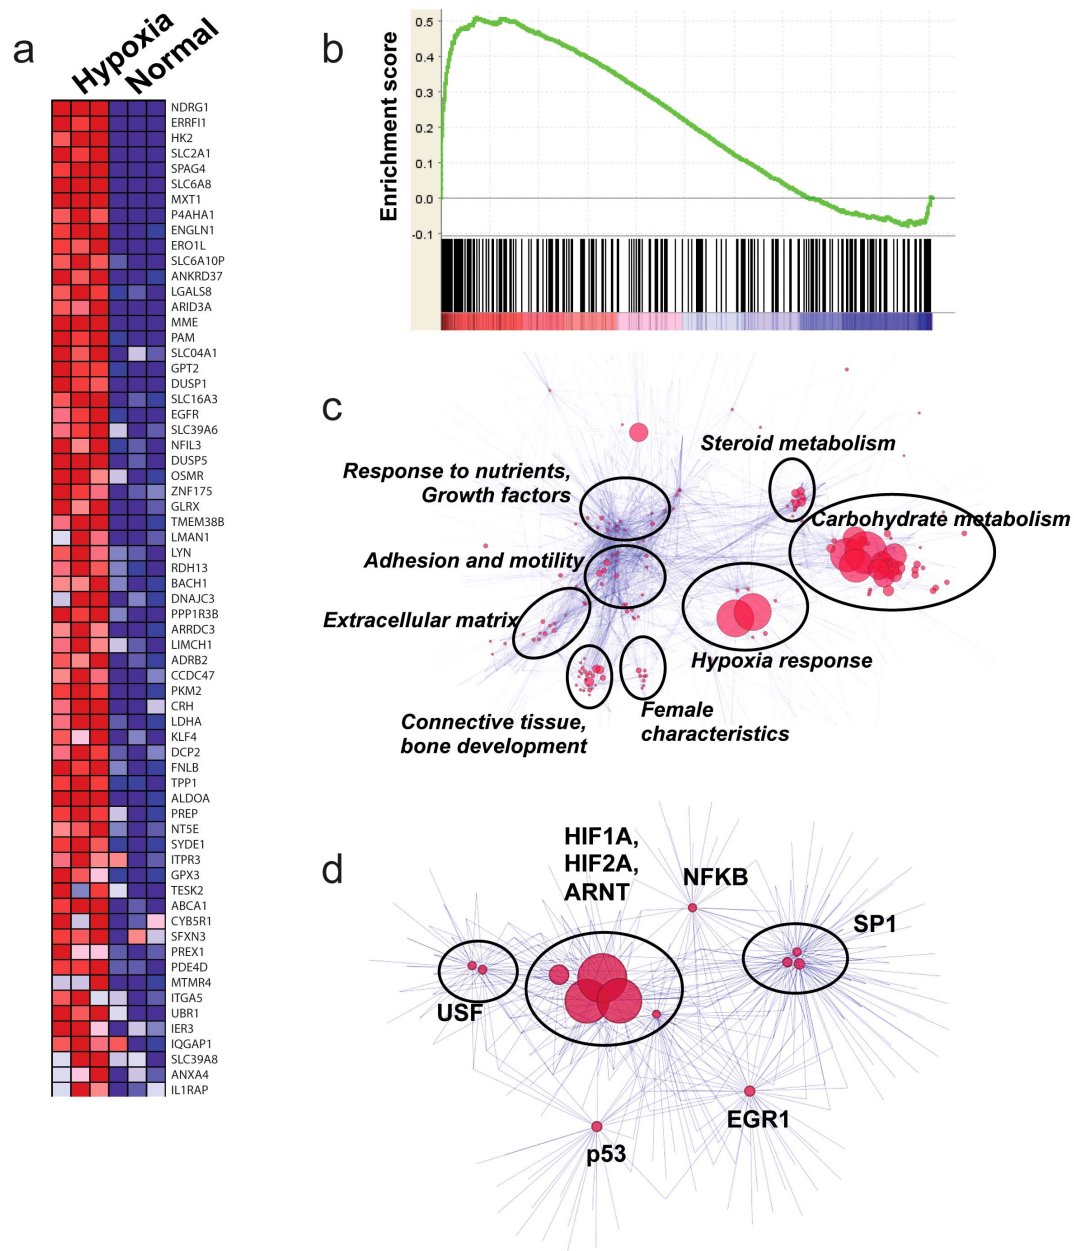 a
Hypoxia
Normal
NDRG1
ERRFI1
HK2
SLC2A1
SPAG4
SLC6A8
MXT1
P4AHA1
ENGLN1
ERO1L
SLC6A10P
ANKRD37
LGALS8
ARID3A
MME
PAM
SLC04A1
GPT2
DUSP1
SLC16A3
EGFR
SLC39A6
NFIL3
DUSP5
OSMR
ZNF175
GLRX
TMEM38B
LMAN1
LYN
RDH13
BACH1
DNAJC3
PPP1R3B
ARRDC3
LIMCH1
ADRB2
CCDC47
PKM2
CRH
LDHA
KLF4
DCP2
FNLB
TPP1
ALDOA
PREP
NT5E
SYDE1
ITPR3
GPX3
TESK2
ABCA1
CYB5R1
SFXN3
PREX1
PDE4D
MTMR4
ITGA5
UBR1
IER3
IQGAP1
SLC39A8
ANXA4
IL1RAP
b
Enrichment score
0.5
0.4
0.3
0.2
0.1
0.0
-0.1
c
Steroid metabolism
Response to nutrients,
Growth factors
Carbohydrate metabolism
Adhesion and motility
Extracellular matrix
Hypoxia response
Connective tissue,
bone development
Female
characteristics
d
HIF1A,
HIF2A,
ARNT
NFKB
SP1
USF
EGR1
p53